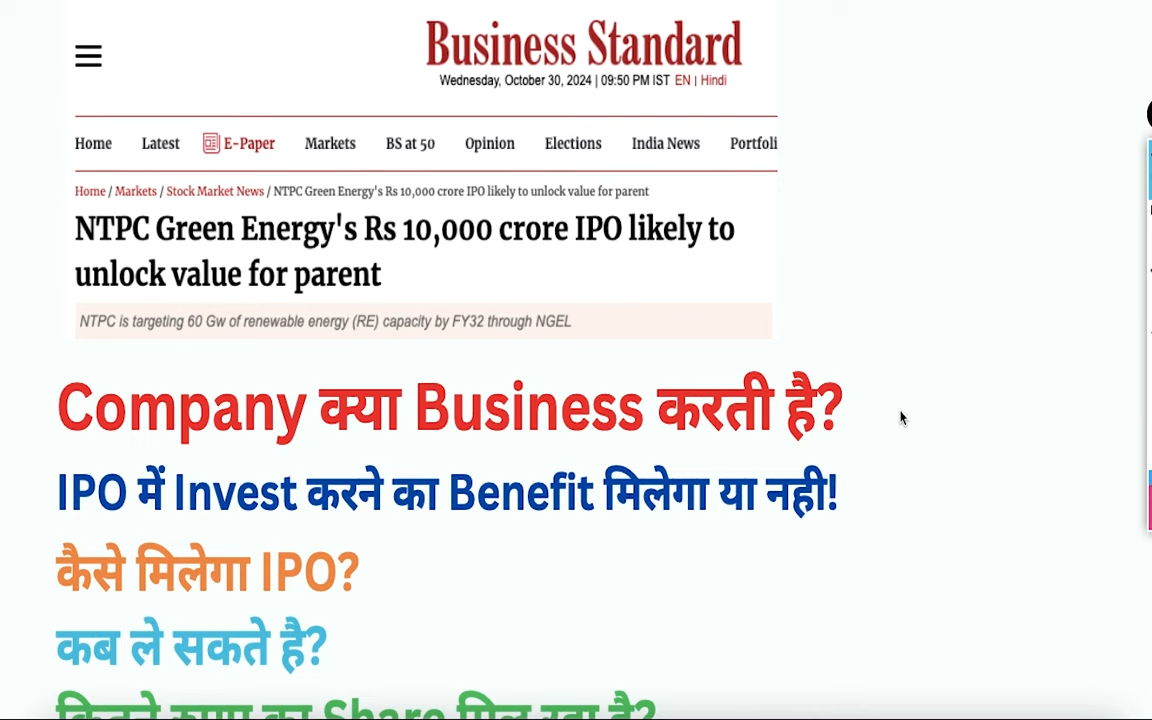 Business Standard
Wednesday, October 30, 2024 | 09:50 PM IST EN | Hindi
Home Latest E-Paper Markets BS at 50 Opinion Elections India News Portfoli
Home / Markets / Stock Market News / NTPC Green Energy's Rs 10,000 crore IPO likely to unlock value for parent
NTPC Green Energy's Rs 10,000 crore IPO likely to
unlock value for parent
NTPC is targeting 60 Gw of renewable energy (RE) capacity by FY32 through NGEL
Company क्या Business करती है?
IPO में Invest करने का Benefit मिलेगा या नही!
कैसे मिलेगा IPO?
कब ले सकते है?
कितने रूपए का Share मिल रहा है?